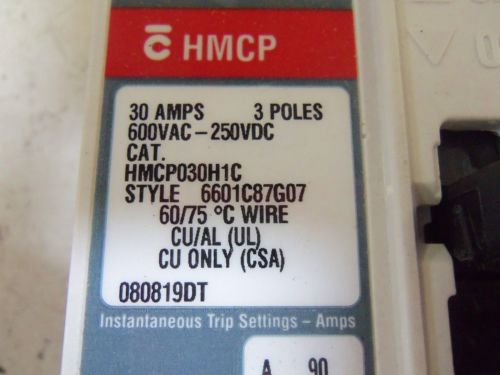 HMCP
30 AMPS 3 POLES
600VAC-250VDC
CAT.
HMCP030H1C
STYLE 6601C87G07
60/75 °C WIRE
CU/AL (UL)
CU ONLY (CSA)
080819DT
Instantaneous Trip Settings – Amps
A 90